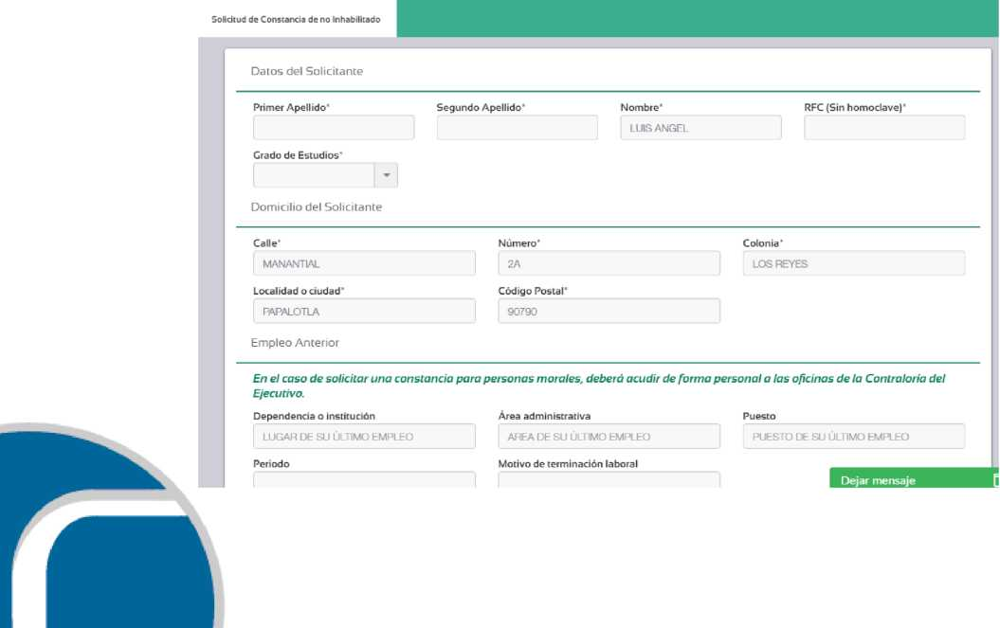 Solicitud de Constancia de no Inhabilitado
Datos del Solicitante
Primer Apellido* Segundo Apellido* Nombre* RFC (Sin homoclave)*
LUIS ANGEL
Grado de Estudios*
Domicilio del Solicitante
Calle* Número* Colonia*
MANANTIAL 2A LOS REYES
Localidad o ciudad* Código Postal*
PAPALOTLA 90790
Empleo Anterior
En el caso de solicitar una constancia para personas morales, deberá acudir de forma personal a las oficinas de la Contraloría del
Ejecutivo.
Dependencia o institución Área administrativa Puesto
LUGAR DE SU ÚLTIMO EMPLEO AREA DE SU ÚLTIMO EMPLEO PUESTO DE SU ÚLTIMO EMPLEO
Periodo Motivo de terminación laboral
Dejar mensaje